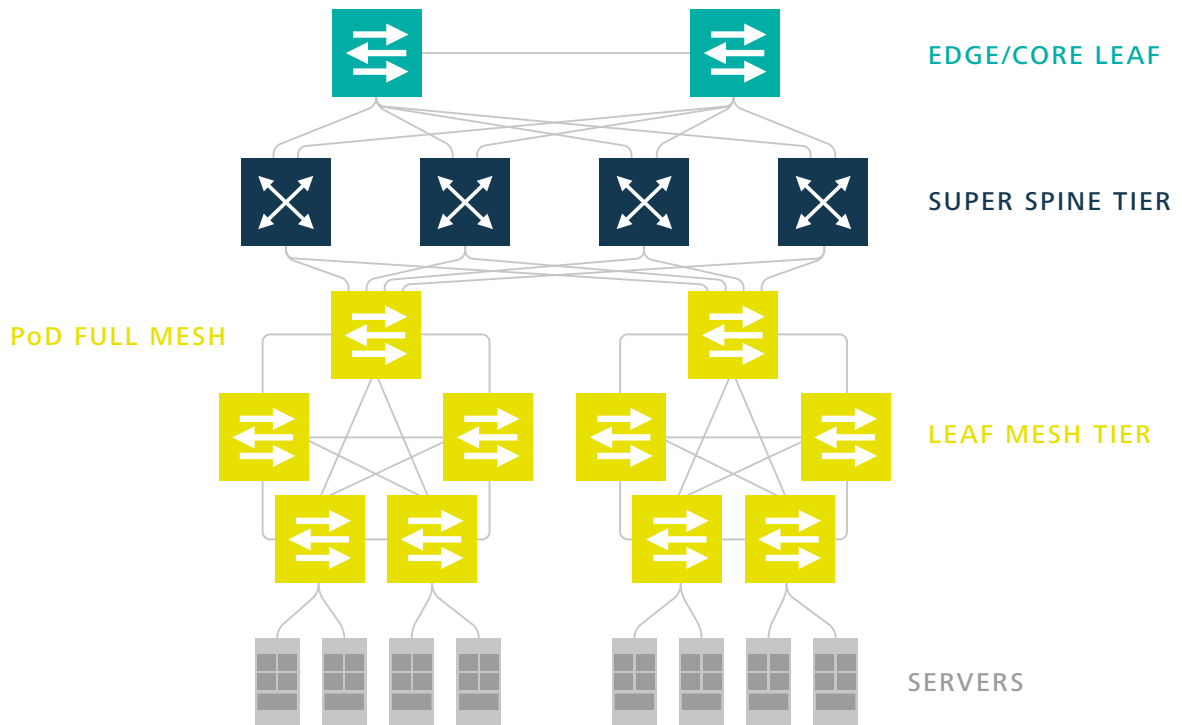 EDGE/CORE LEAF
SUPER SPINE TIER
PoD FULL MESH
LEAF MESH TIER
SERVERS